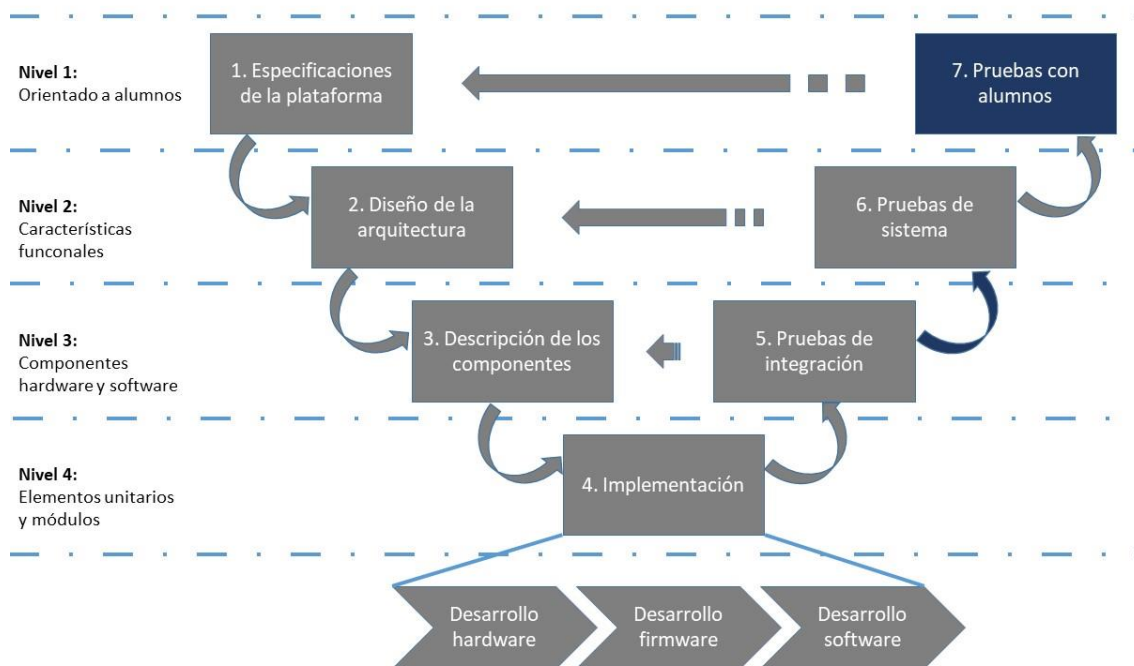 Nivel 1:
Orientado a alumnos
1. Especificaciones
de la plataforma
7. Pruebas con
alumnos
Nivel 2:
Características
funconales
2. Diseño de la
arquitectura
6. Pruebas de
sistema
Nivel 3:
Componentes
hardware y software
3. Descripción de los
componentes
5. Pruebas de
integración
Nivel 4:
Elementos unitarios
y módulos
4. Implementación
Desarrollo
hardware
Desarrollo
firmware
Desarrollo
software